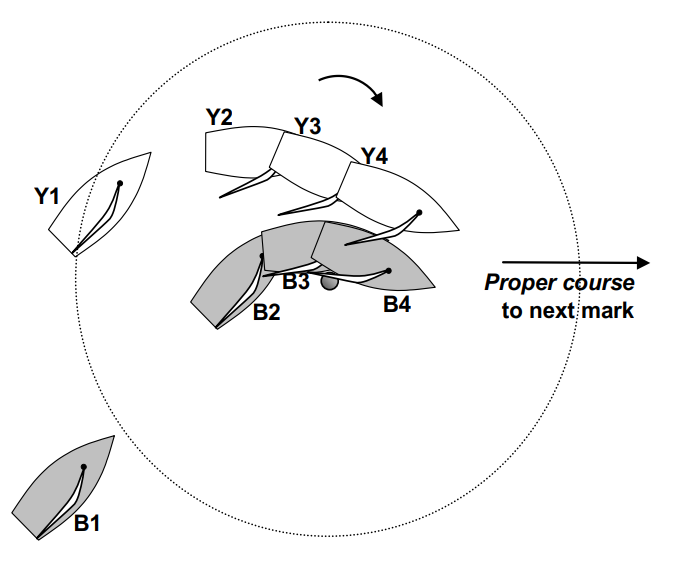 Y2
Y3
Y4
Y1
B3
B2
B4
Proper course
to next mark
B1